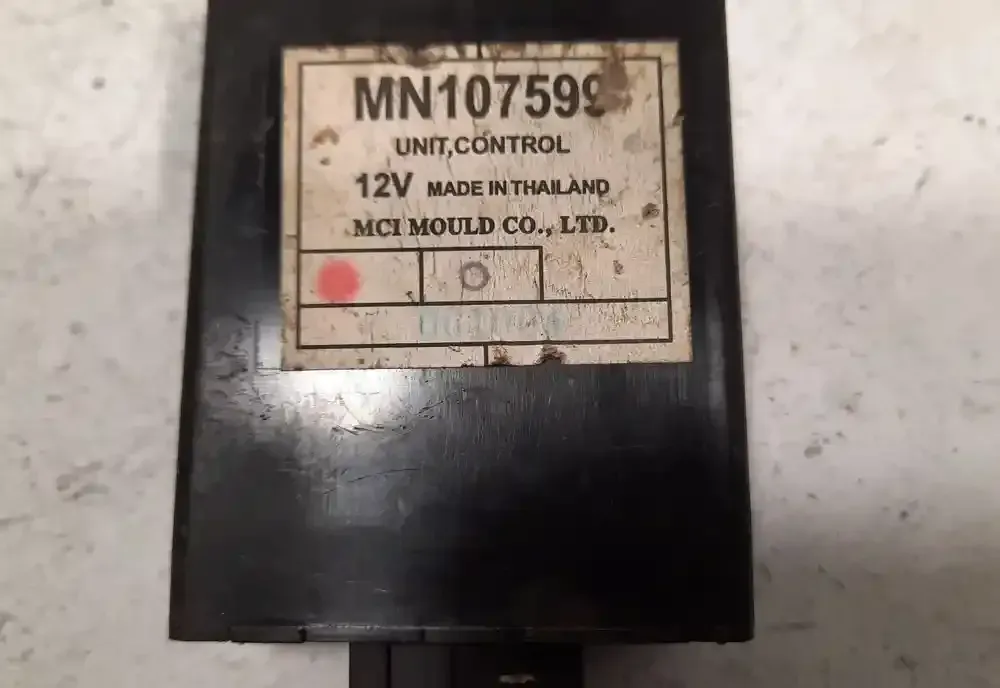 MN107599
UNIT,CONTROL
12V MADE IN THAILAND
MCI MOULD CO., LTD.